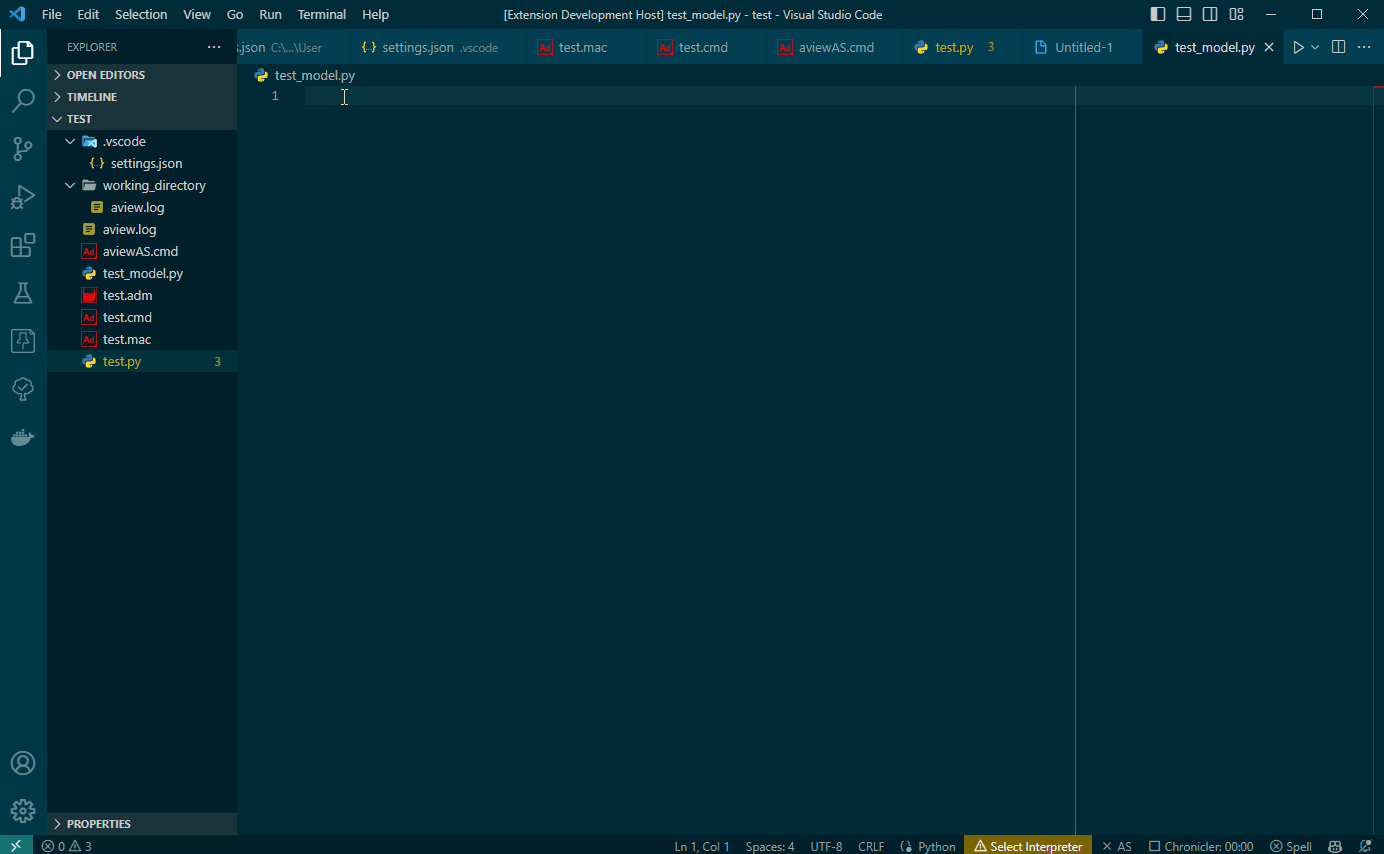 File Edit Selection View Go Run Terminal Help [Extension Development Host] test_model.py - test - Visual Studio Code
EXPLORER
s.json C:\...\User {} settings.json .vscode Ad test.mac Ad test.cmd Ad aviewAS.cmd test.py 3 Untitled-1 test_model.py
OPEN EDITORS
test_model.py
TIMELINE
1
TEST
.vscode
{} settings.json
working_directory
aview.log
aview.log
Ad aviewAS.cmd
test_model.py
test.adm
Ad test.cmd
Ad test.mac
test.py 3
PROPERTIES
0 3 Ln 1, Col 1 Spaces: 4 UTF-8 CRLF Python Select Interpreter AS Chronicler: 00:00 Spell